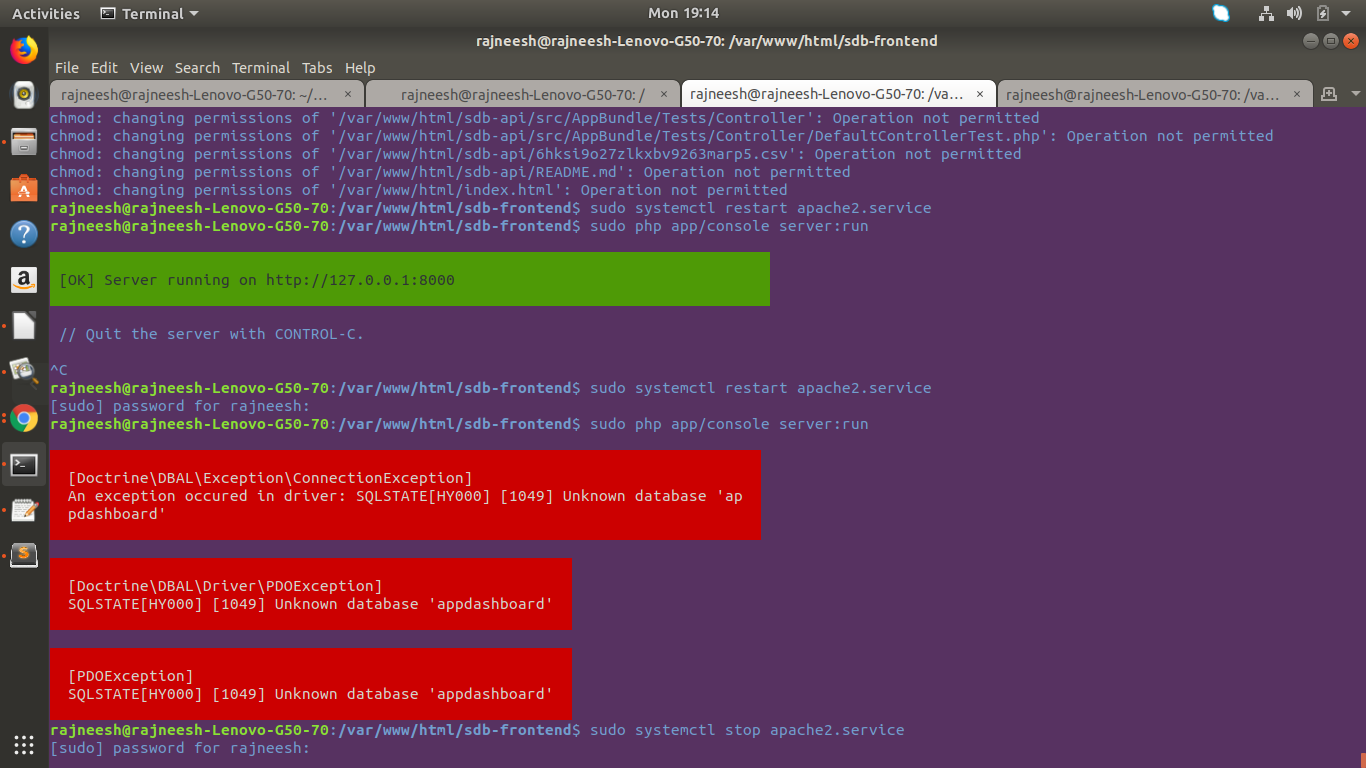 Activities Terminal Mon 19:14
rajneesh@rajneesh-Lenovo-G50-70: /var/www/html/sdb-frontend
File Edit View Search Terminal Tabs Help
rajneesh@rajneesh-Lenovo-G50-70: ~/... × rajneesh@rajneesh-Lenovo-G50-70: / × rajneesh@rajneesh-Lenovo-G50-70: /va... × rajneesh@rajneesh-Lenovo-G50-70: /va... ×
chmod: changing permissions of '/var/www/html/sdb-api/src/AppBundle/Tests/Controller': Operation not permitted
chmod: changing permissions of '/var/www/html/sdb-api/src/AppBundle/Tests/Controller/DefaultControllerTest.php': Operation not permitted
chmod: changing permissions of '/var/www/html/sdb-api/6hksi9o27zlkxbv9263marp5.csv': Operation not permitted
chmod: changing permissions of '/var/www/html/sdb-api/README.md': Operation not permitted
chmod: changing permissions of '/var/www/html/index.html': Operation not permitted
rajneesh@rajneesh-Lenovo-G50-70:/var/www/html/sdb-frontend$ sudo systemctl restart apache2.service
rajneesh@rajneesh-Lenovo-G50-70:/var/www/html/sdb-frontend$ sudo php app/console server:run
[OK] Server running on http://127.0.0.1:8000
// Quit the server with CONTROL-C.
^C
rajneesh@rajneesh-Lenovo-G50-70:/var/www/html/sdb-frontend$ sudo systemctl restart apache2.service
[sudo] password for rajneesh:
rajneesh@rajneesh-Lenovo-G50-70:/var/www/html/sdb-frontend$ sudo php app/console server:run
[Doctrine\DBAL\Exception\ConnectionException]
An exception occured in driver: SQLSTATE[HY000] [1049] Unknown database 'ap
pdashboard'
[Doctrine\DBAL\Driver\PDOException]
SQLSTATE[HY000] [1049] Unknown database 'appdashboard'
[PDOException]
SQLSTATE[HY000] [1049] Unknown database 'appdashboard'
rajneesh@rajneesh-Lenovo-G50-70:/var/www/html/sdb-frontend$ sudo systemctl stop apache2.service
[sudo] password for rajneesh: